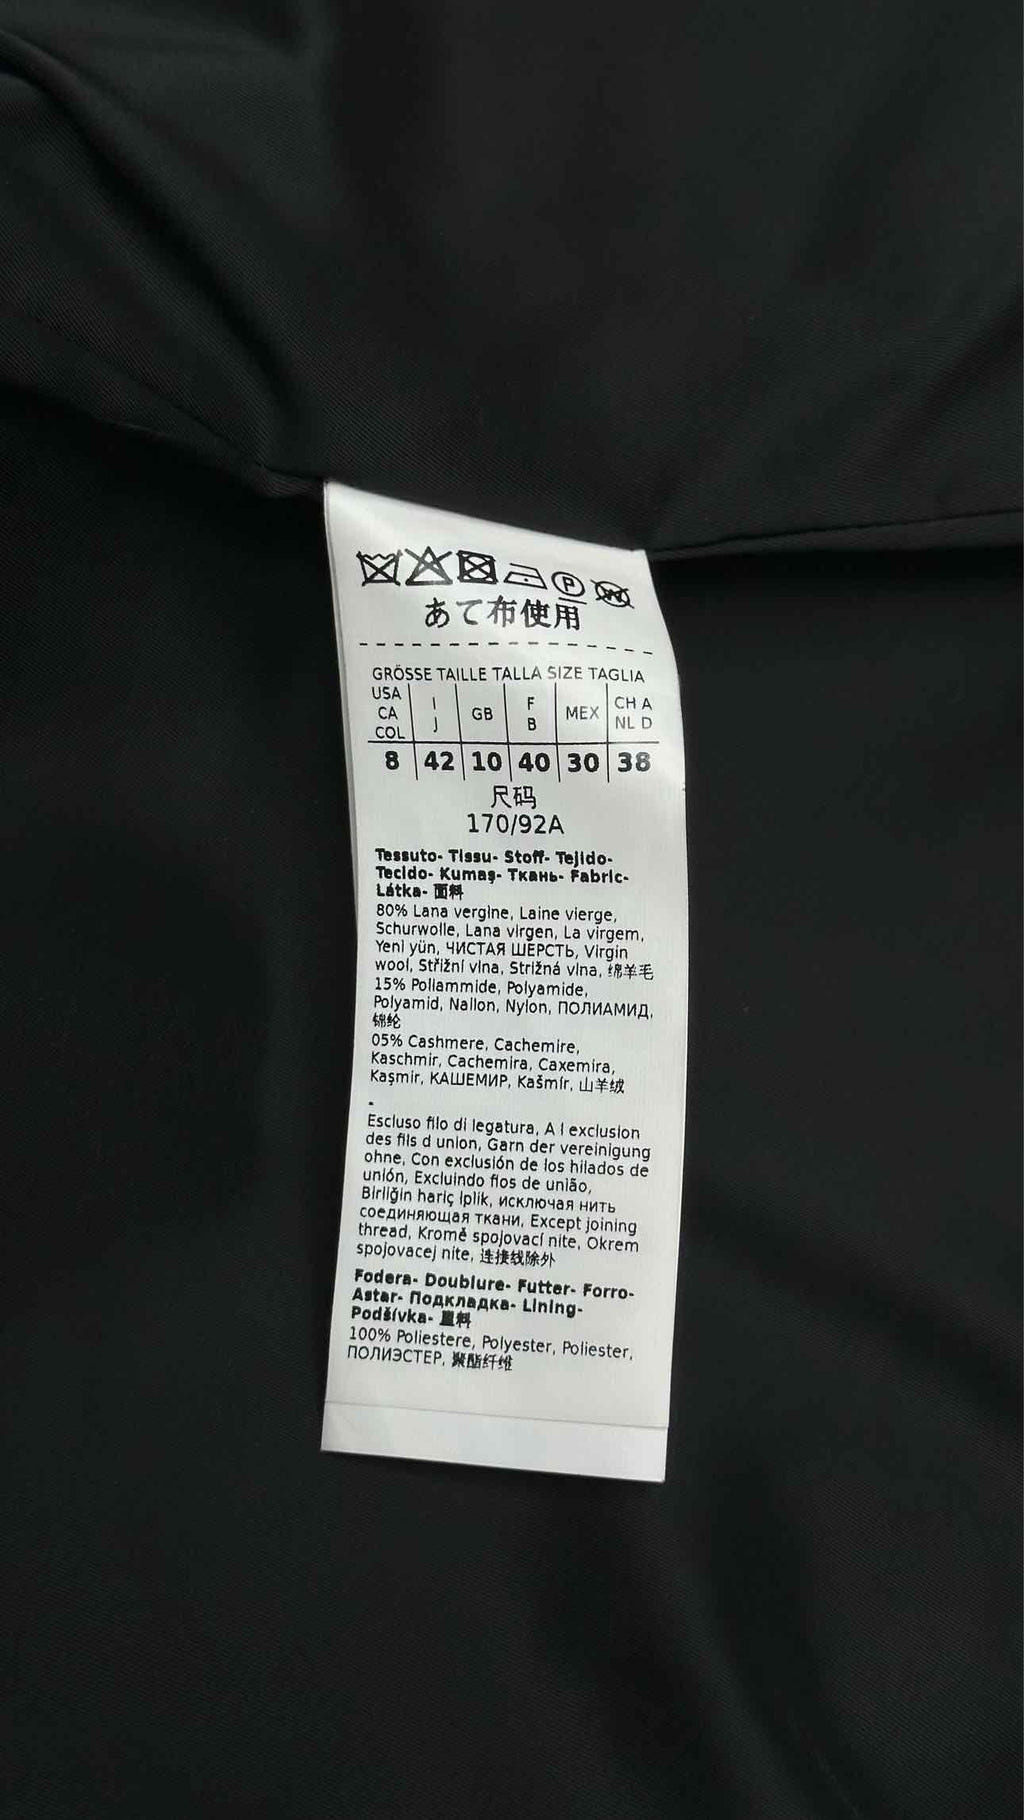 P W
あて布使用
GRÖSSE TAILLE TALLA SIZE TAGLIA
USA CA COL | I J | GB | F B | MEX | CH A NL D
8 | 42 | 10 | 40 | 30 | 38
尺码
170/92A
Tessuto- Tissu- Stoff- Tejido-
Tecido- Kumaş- Ткань- Fabric-
Látka- 面料
80% Lana vergine, Laine vierge,
Schurwolle, Lana virgen, La virgem,
Yeni yün, ЧИСТАЯ ШЕРСТЬ, Virgin
wool, Střižní vlna, Strižná vlna, 绵羊毛
15% Poliammide, Polyamide,
Polyamid, Nailon, Nylon, ПОЛИАМИД,
锦纶
05% Cashmere, Cachemire,
Kaschmir, Cachemira, Caxemira,
Kaşmir, КАШЕМИР, Kašmír, 山羊绒
-
Escluso filo di legatura, A l exclusion
des fils d union, Garn der vereinigung
ohne, Con exclusión de los hilados de
unión, Excluindo fios de união,
Birliğin hariç iplik, исключая нить
соединяющая ткани, Except joining
thread, Kromě spojovací nite, Okrem
spojovacej nite, 连接线除外
Fodera- Doublure- Futter- Forro-
Astar- Подкладка- Lining-
Podšívka- 里料
100% Poliestere, Polyester, Poliester,
ПОЛИЭСТЕР, 聚酯纤维